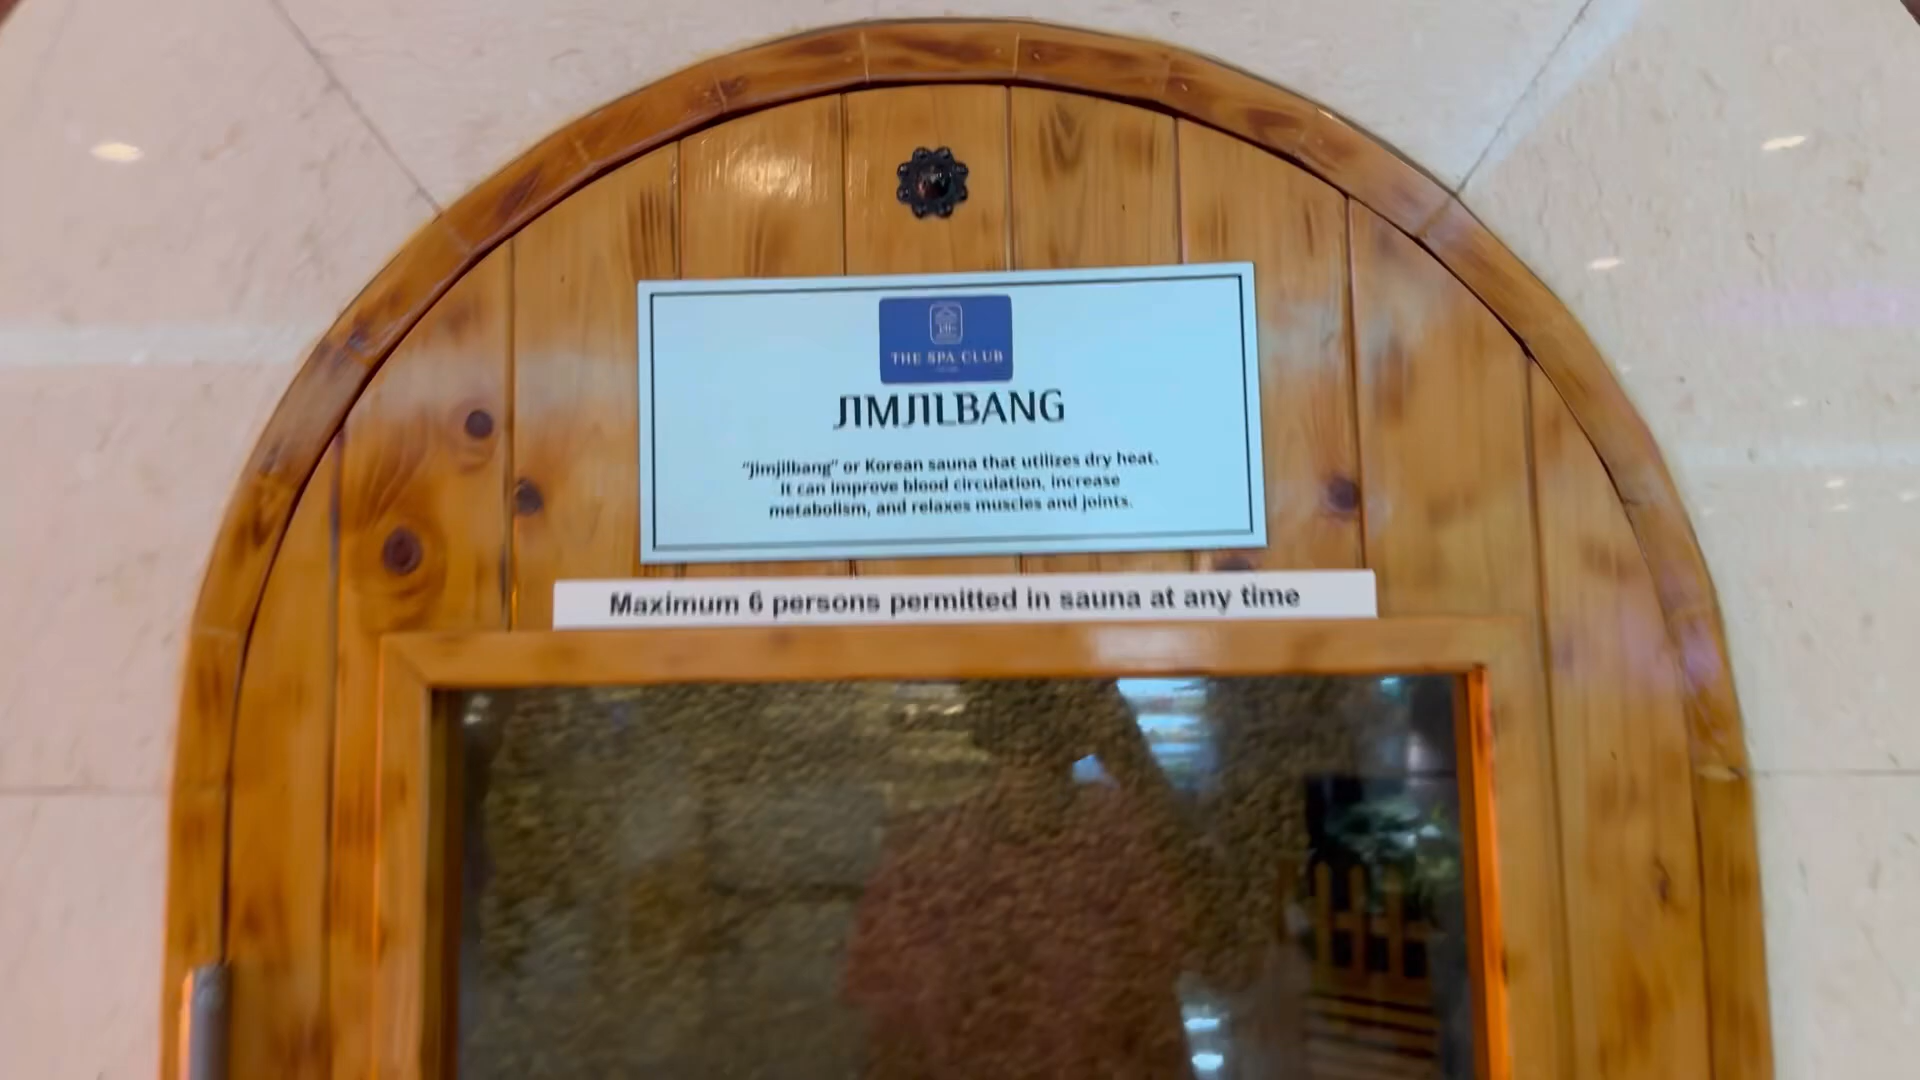 THE SPA CLUB
JIMJILBANG
"Jimjilbang" or Korean sauna that utilizes dry heat.
It can improve blood circulation, increase
metabolism, and relaxes muscles and joints.
Maximum 6 persons permitted in sauna at any time